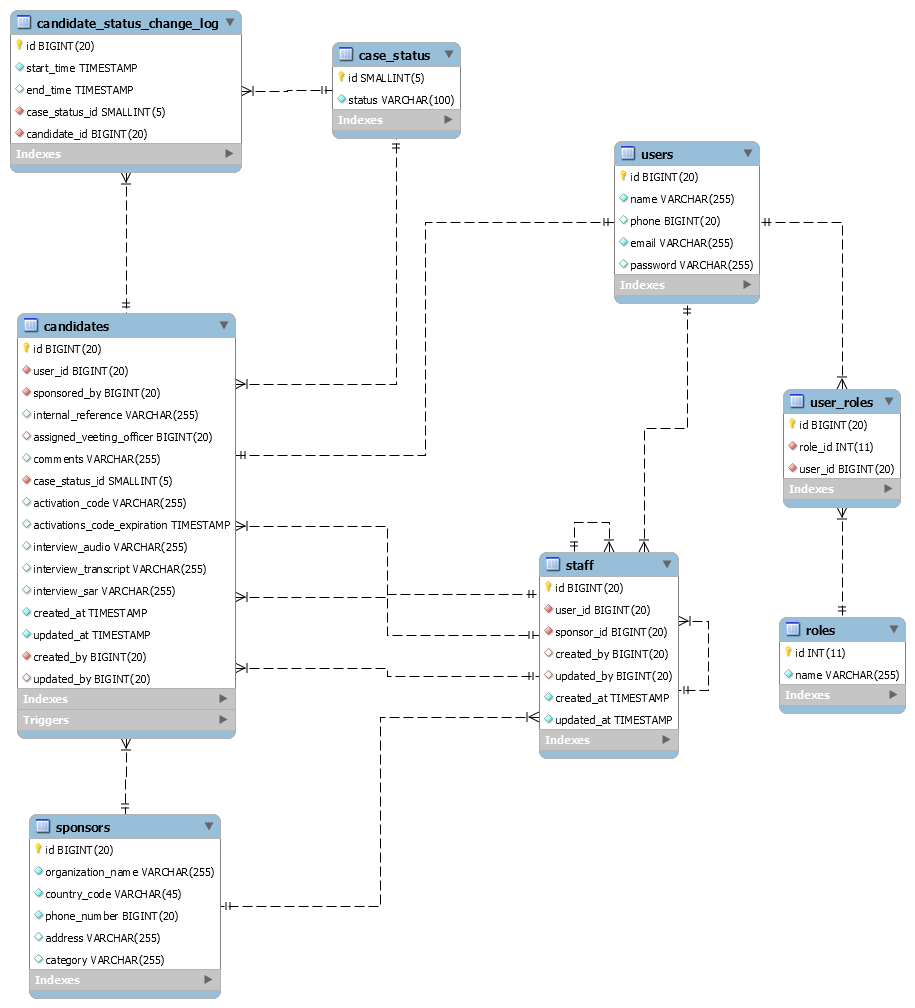 candidate_status_change_log
id BIGINT(20)
start_time TIMESTAMP
end_time TIMESTAMP
case_status_id SMALLINT(5)
candidate_id BIGINT(20)
Indexes
case_status
id SMALLINT(5)
status VARCHAR(100)
Indexes
users
id BIGINT(20)
name VARCHAR(255)
phone BIGINT(20)
email VARCHAR(255)
password VARCHAR(255)
Indexes
candidates
id BIGINT(20)
user_id BIGINT(20)
sponsored_by BIGINT(20)
internal_reference VARCHAR(255)
assigned_veeting_officer BIGINT(20)
comments VARCHAR(255)
case_status_id SMALLINT(5)
activation_code VARCHAR(255)
activations_code_expiration TIMESTAMP
interview_audio VARCHAR(255)
interview_transcript VARCHAR(255)
interview_sar VARCHAR(255)
created_at TIMESTAMP
updated_at TIMESTAMP
created_by BIGINT(20)
updated_by BIGINT(20)
Indexes
Triggers
user_roles
id BIGINT(20)
role_id INT(11)
user_id BIGINT(20)
Indexes
staff
id BIGINT(20)
user_id BIGINT(20)
sponsor_id BIGINT(20)
created_by BIGINT(20)
updated_by BIGINT(20)
created_at TIMESTAMP
updated_at TIMESTAMP
Indexes
roles
id INT(11)
name VARCHAR(255)
Indexes
sponsors
id BIGINT(20)
organization_name VARCHAR(255)
country_code VARCHAR(45)
phone_number BIGINT(20)
address VARCHAR(255)
category VARCHAR(255)
Indexes